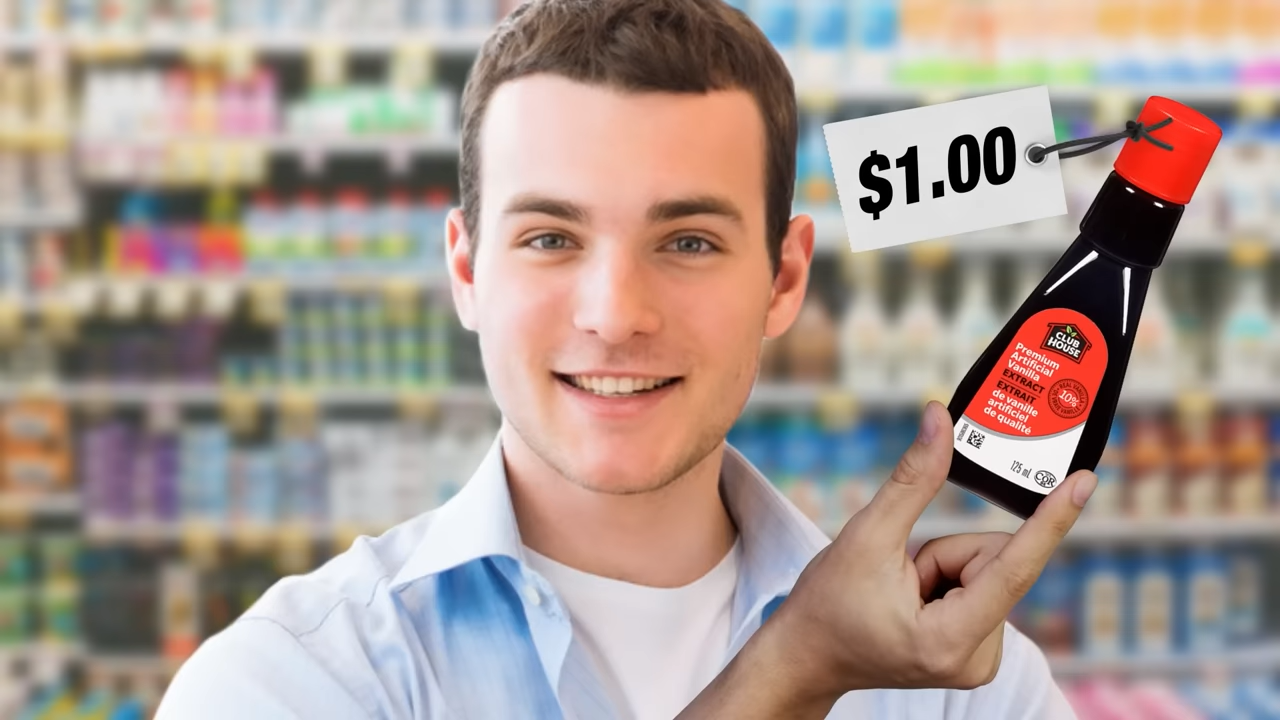 $1.00
CLUB
HOUSE
Premium
Artificial
Vanilla
EXTRACT
EXTRAIT
de vanille
artificiel
de qualité
10%
125 mL
COR